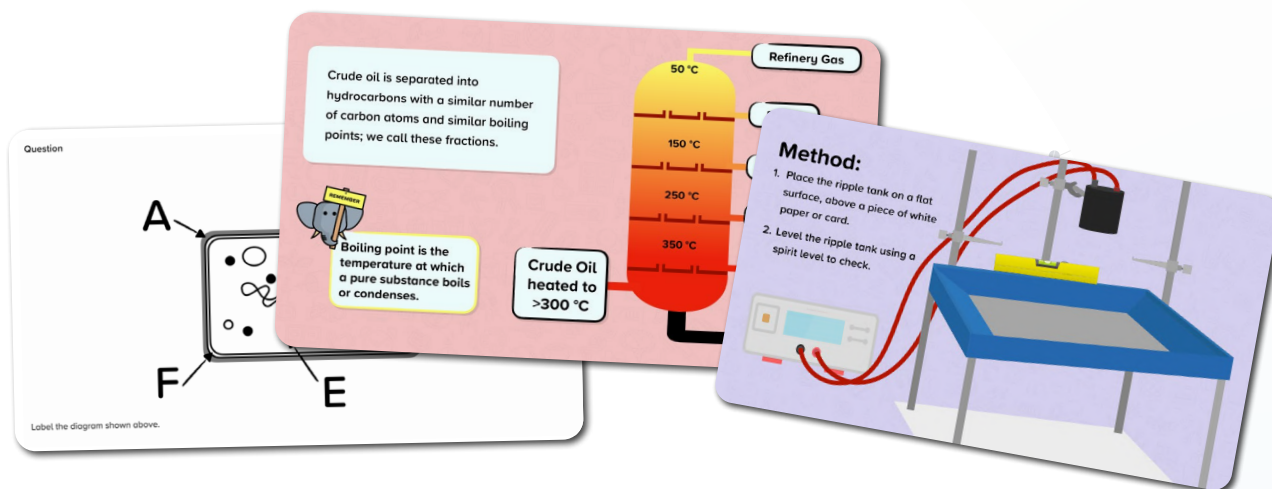 Question
A
F
E
Label the diagram shown above.
Crude oil is separated into
hydrocarbons with a similar number
of carbon atoms and similar boiling
points; we call these fractions.
REMEMBER
Boiling point is the
temperature at which
a pure substance boils
or condenses.
Crude Oil
heated to
>300 °C
50 °C
150 °C
250 °C
350 °C
Refinery Gas
Method:
1. Place the ripple tank on a flat
surface, above a piece of white
paper or card.
2. Level the ripple tank using a
spirit level to check.